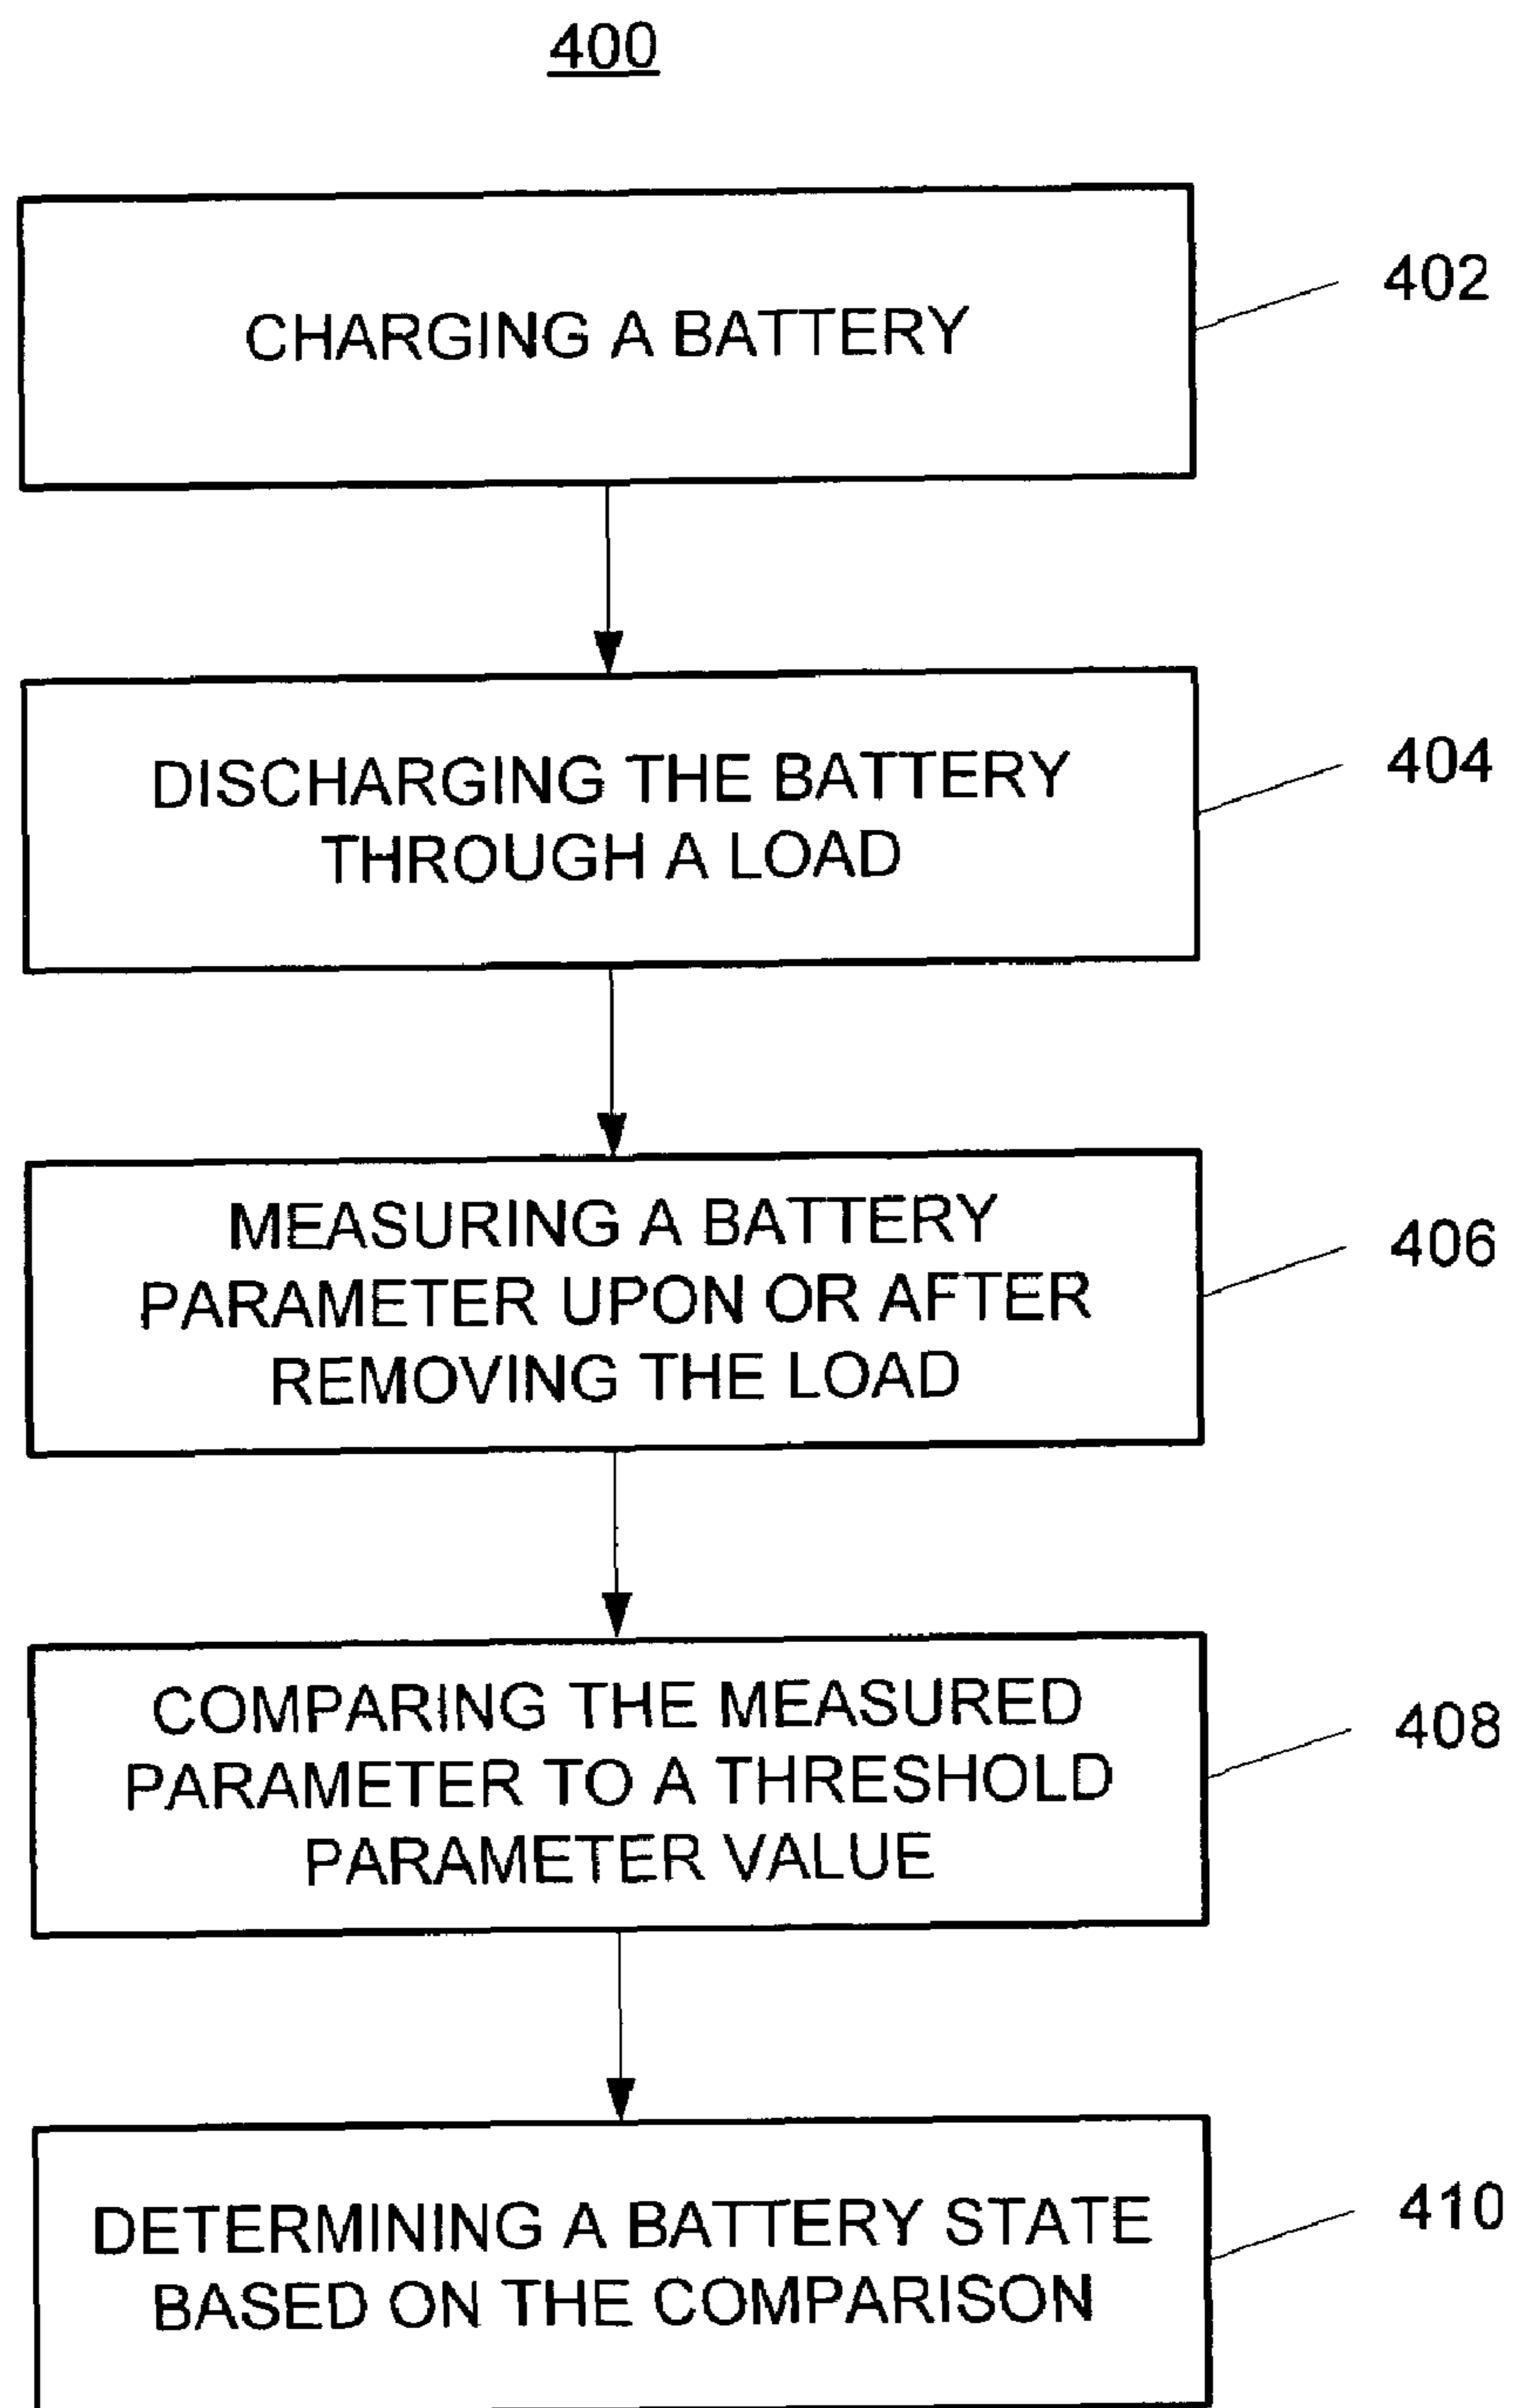 400
CHARGING A BATTERY
402
DISCHARGING THE BATTERY
THROUGH A LOAD
404
MEASURING A BATTERY
PARAMETER UPON OR AFTER
REMOVING THE LOAD
406
COMPARING THE MEASURED
PARAMETER TO A THRESHOLD
PARAMETER VALUE
408
DETERMINING A BATTERY STATE
BASED ON THE COMPARISON
410